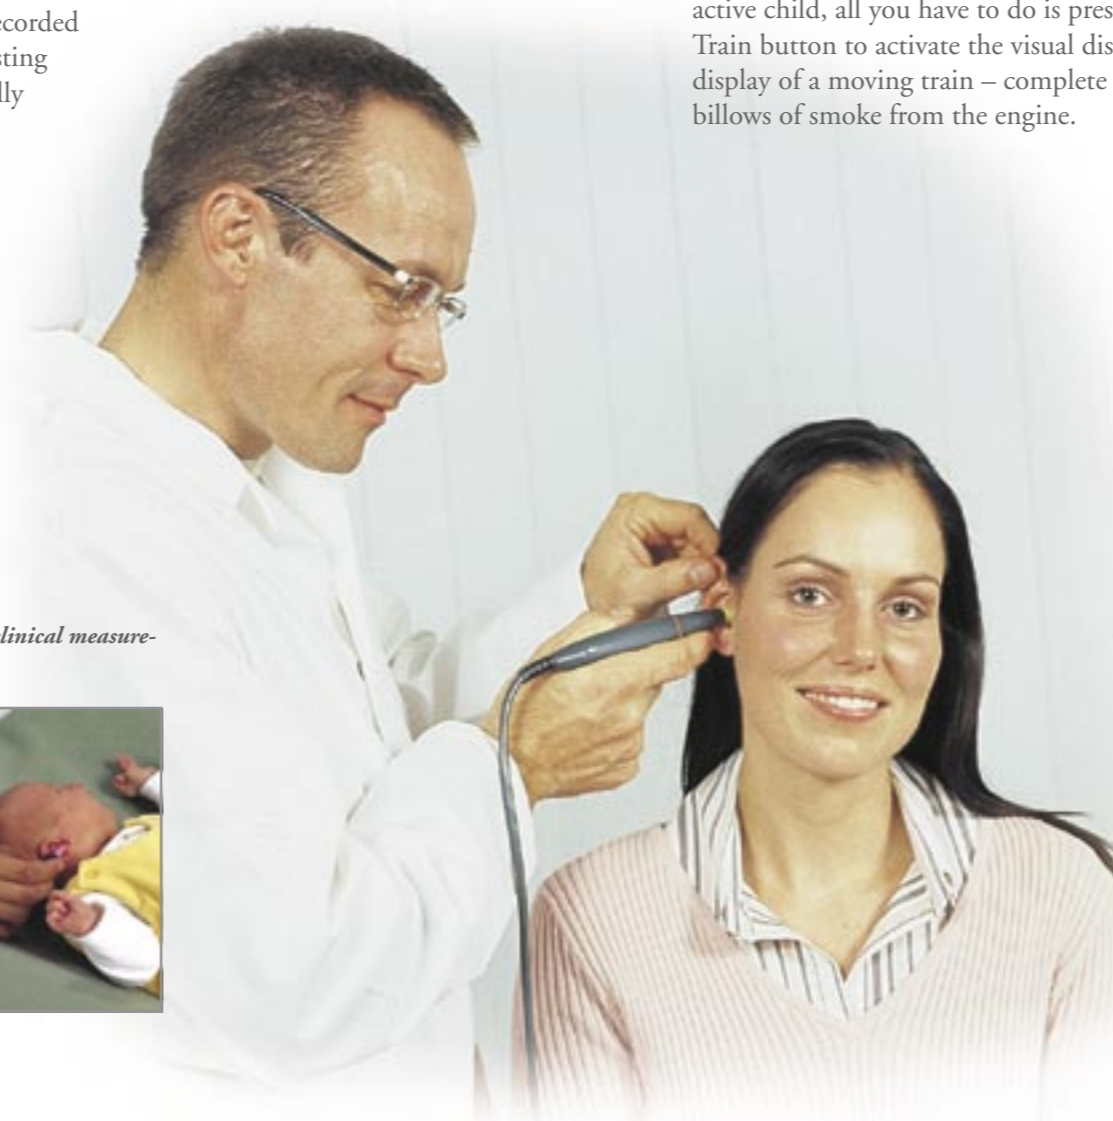 ecorded
sting
lly
active child, all you have to do is pres
Train button to activate the visual dis
display of a moving train – complete
billows of smoke from the engine.
linical measure-